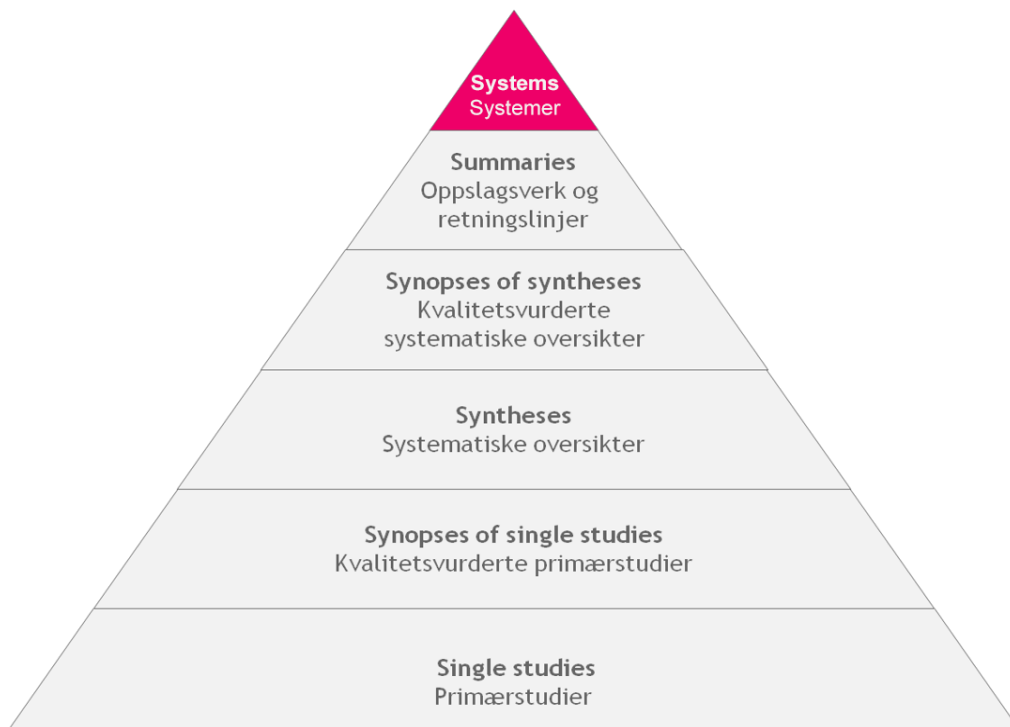 Systems
Systemer
Summaries
Oppslagsverk og
retningslinjer
Synopses of syntheses
Kvalitetsvurderte
systematiske oversikter
Syntheses
Systematiske oversikter
Synopses of single studies
Kvalitetsvurderte primærstudier
Single studies
Primærstudier